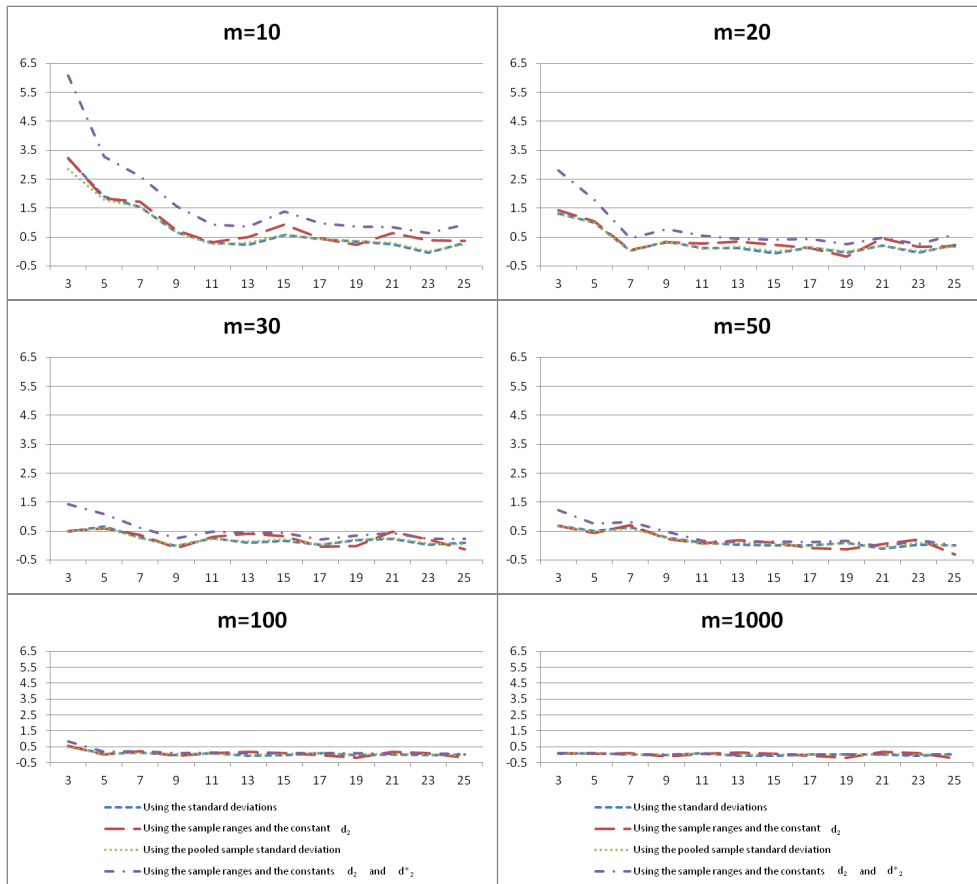 m=10
6.5
5.5
4.5
3.5
2.5
1.5
0.5
-0.5
3 5 7 9 11 13 15 17 19 21 23 25
m=20
6.5
5.5
4.5
3.5
2.5
1.5
0.5
-0.5
3 5 7 9 11 13 15 17 19 21 23 25
m=30
6.5
5.5
4.5
3.5
2.5
1.5
0.5
-0.5
3 5 7 9 11 13 15 17 19 21 23 25
m=50
6.5
5.5
4.5
3.5
2.5
1.5
0.5
-0.5
3 5 7 9 11 13 15 17 19 21 23 25
m=100
6.5
5.5
4.5
3.5
2.5
1.5
0.5
-0.5
3 5 7 9 11 13 15 17 19 21 23 25
Using the standard deviations
Using the sample ranges and the constant d₂
Using the pooled sample standard deviation
Using the sample ranges and the constants d₂ and d*₂
m=1000
6.5
5.5
4.5
3.5
2.5
1.5
0.5
-0.5
3 5 7 9 11 13 15 17 19 21 23 25
Using the standard deviations
Using the sample ranges and the constant d₂
Using the pooled sample standard deviation
Using the sample ranges and the constants d₂ and d*₂